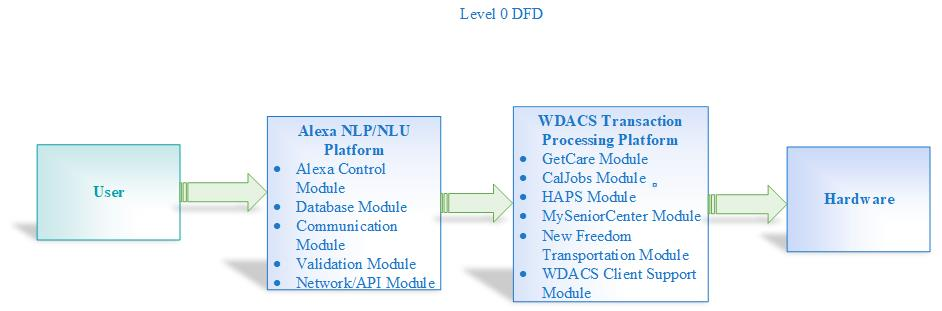 Level 0 DFD
User
Alexa NLP/NLU
Platform
● Alexa Control
Module
● Database Module
● Communication
Module
● Validation Module
● Network/API Module
WDACS Transaction
Processing Platform
● GetCare Module
● CalJobs Module 。
● HAPS Module
● MySeniorCenter Module
● New Freedom
Transportation Module
● WDACS Client Support
Module
Hardware